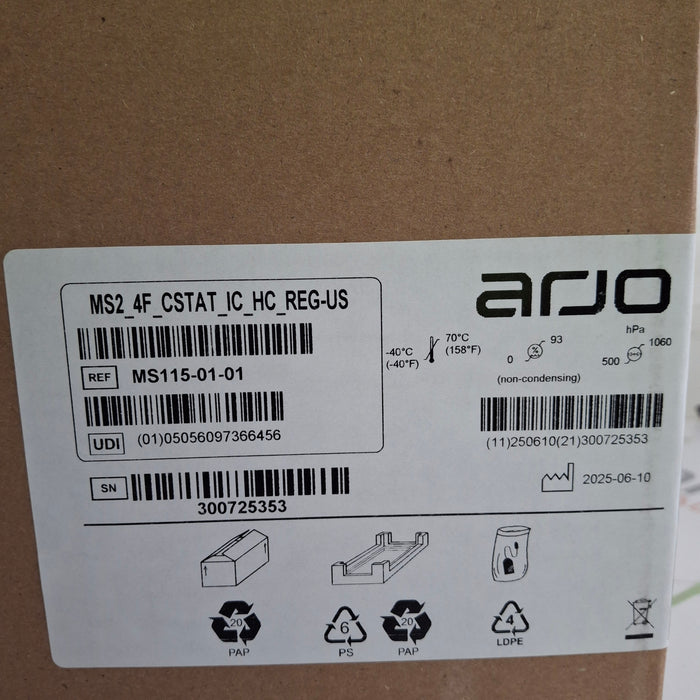 MS2_4F_CSTAT_IC_HC_REG-US
REF MS115-01-01
UDI (01)05056097366456
SN
300725353
arjo
-40°C
(-40°F)
70°C
(158°F)
0 % 93
(non-condensing)
hPa
500 1060
(11)250610(21)300725353
2025-06-10
20
PAP
6
PS
20
PAP
4
LDPE